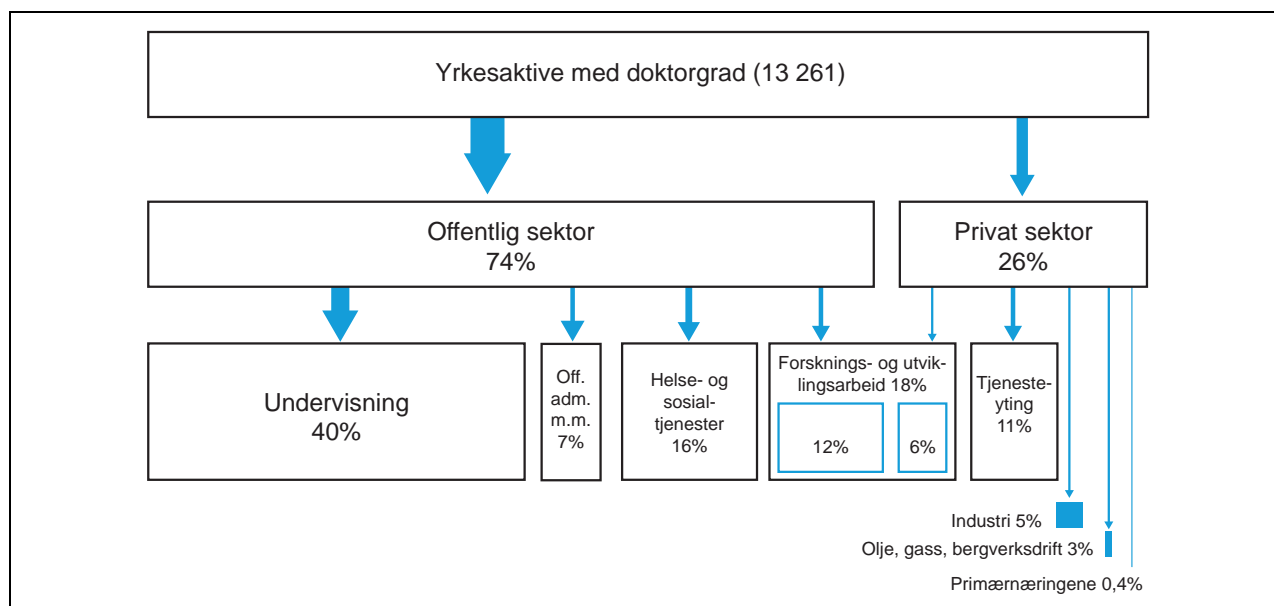 Yrkesaktive med doktorgrad (13 261)
Offentlig sektor
74%
Privat sektor
26%
Undervisning
40%
Off.
adm.
m.m.
7%
Helse- og
sosial-
tjenester
16%
Forsknings- og utvik-
lingsarbeid 18%
12%
6%
Tjeneste-
yting
11%
Industri 5%
Olje, gass, bergverksdrift 3%
Primærnæringene 0,4%